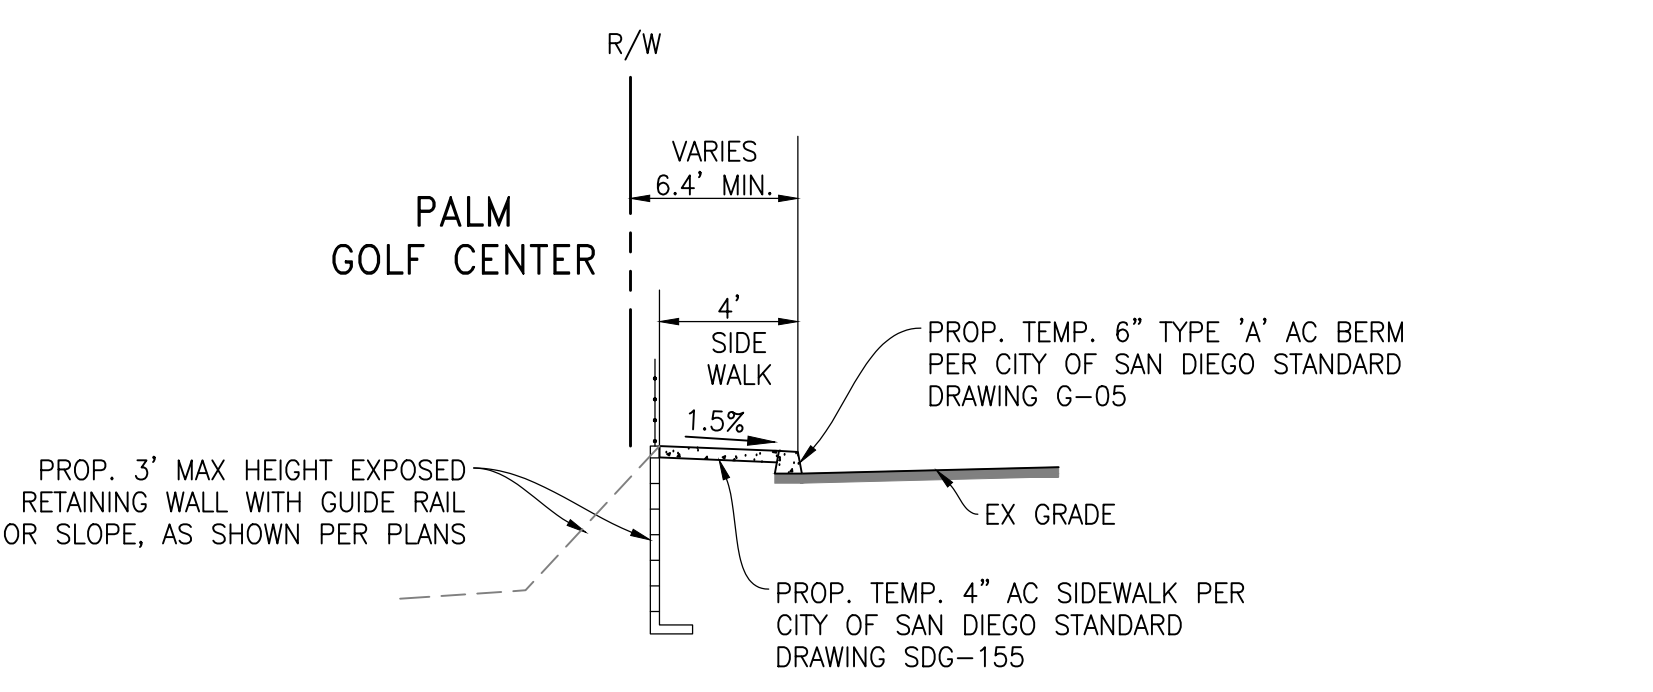 R/W
VARIES
6.4' MIN.
PALM
GOLF CENTER
4'
SIDE
WALK
1.5%
PROP. TEMP. 6" TYPE 'A' AC BERM
PER CITY OF SAN DIEGO STANDARD
DRAWING G-05
PROP. 3' MAX HEIGHT EXPOSED
RETAINING WALL WITH GUIDE RAIL
OR SLOPE, AS SHOWN PER PLANS
EX GRADE
PROP. TEMP. 4" AC SIDEWALK PER
CITY OF SAN DIEGO STANDARD
DRAWING SDG-155